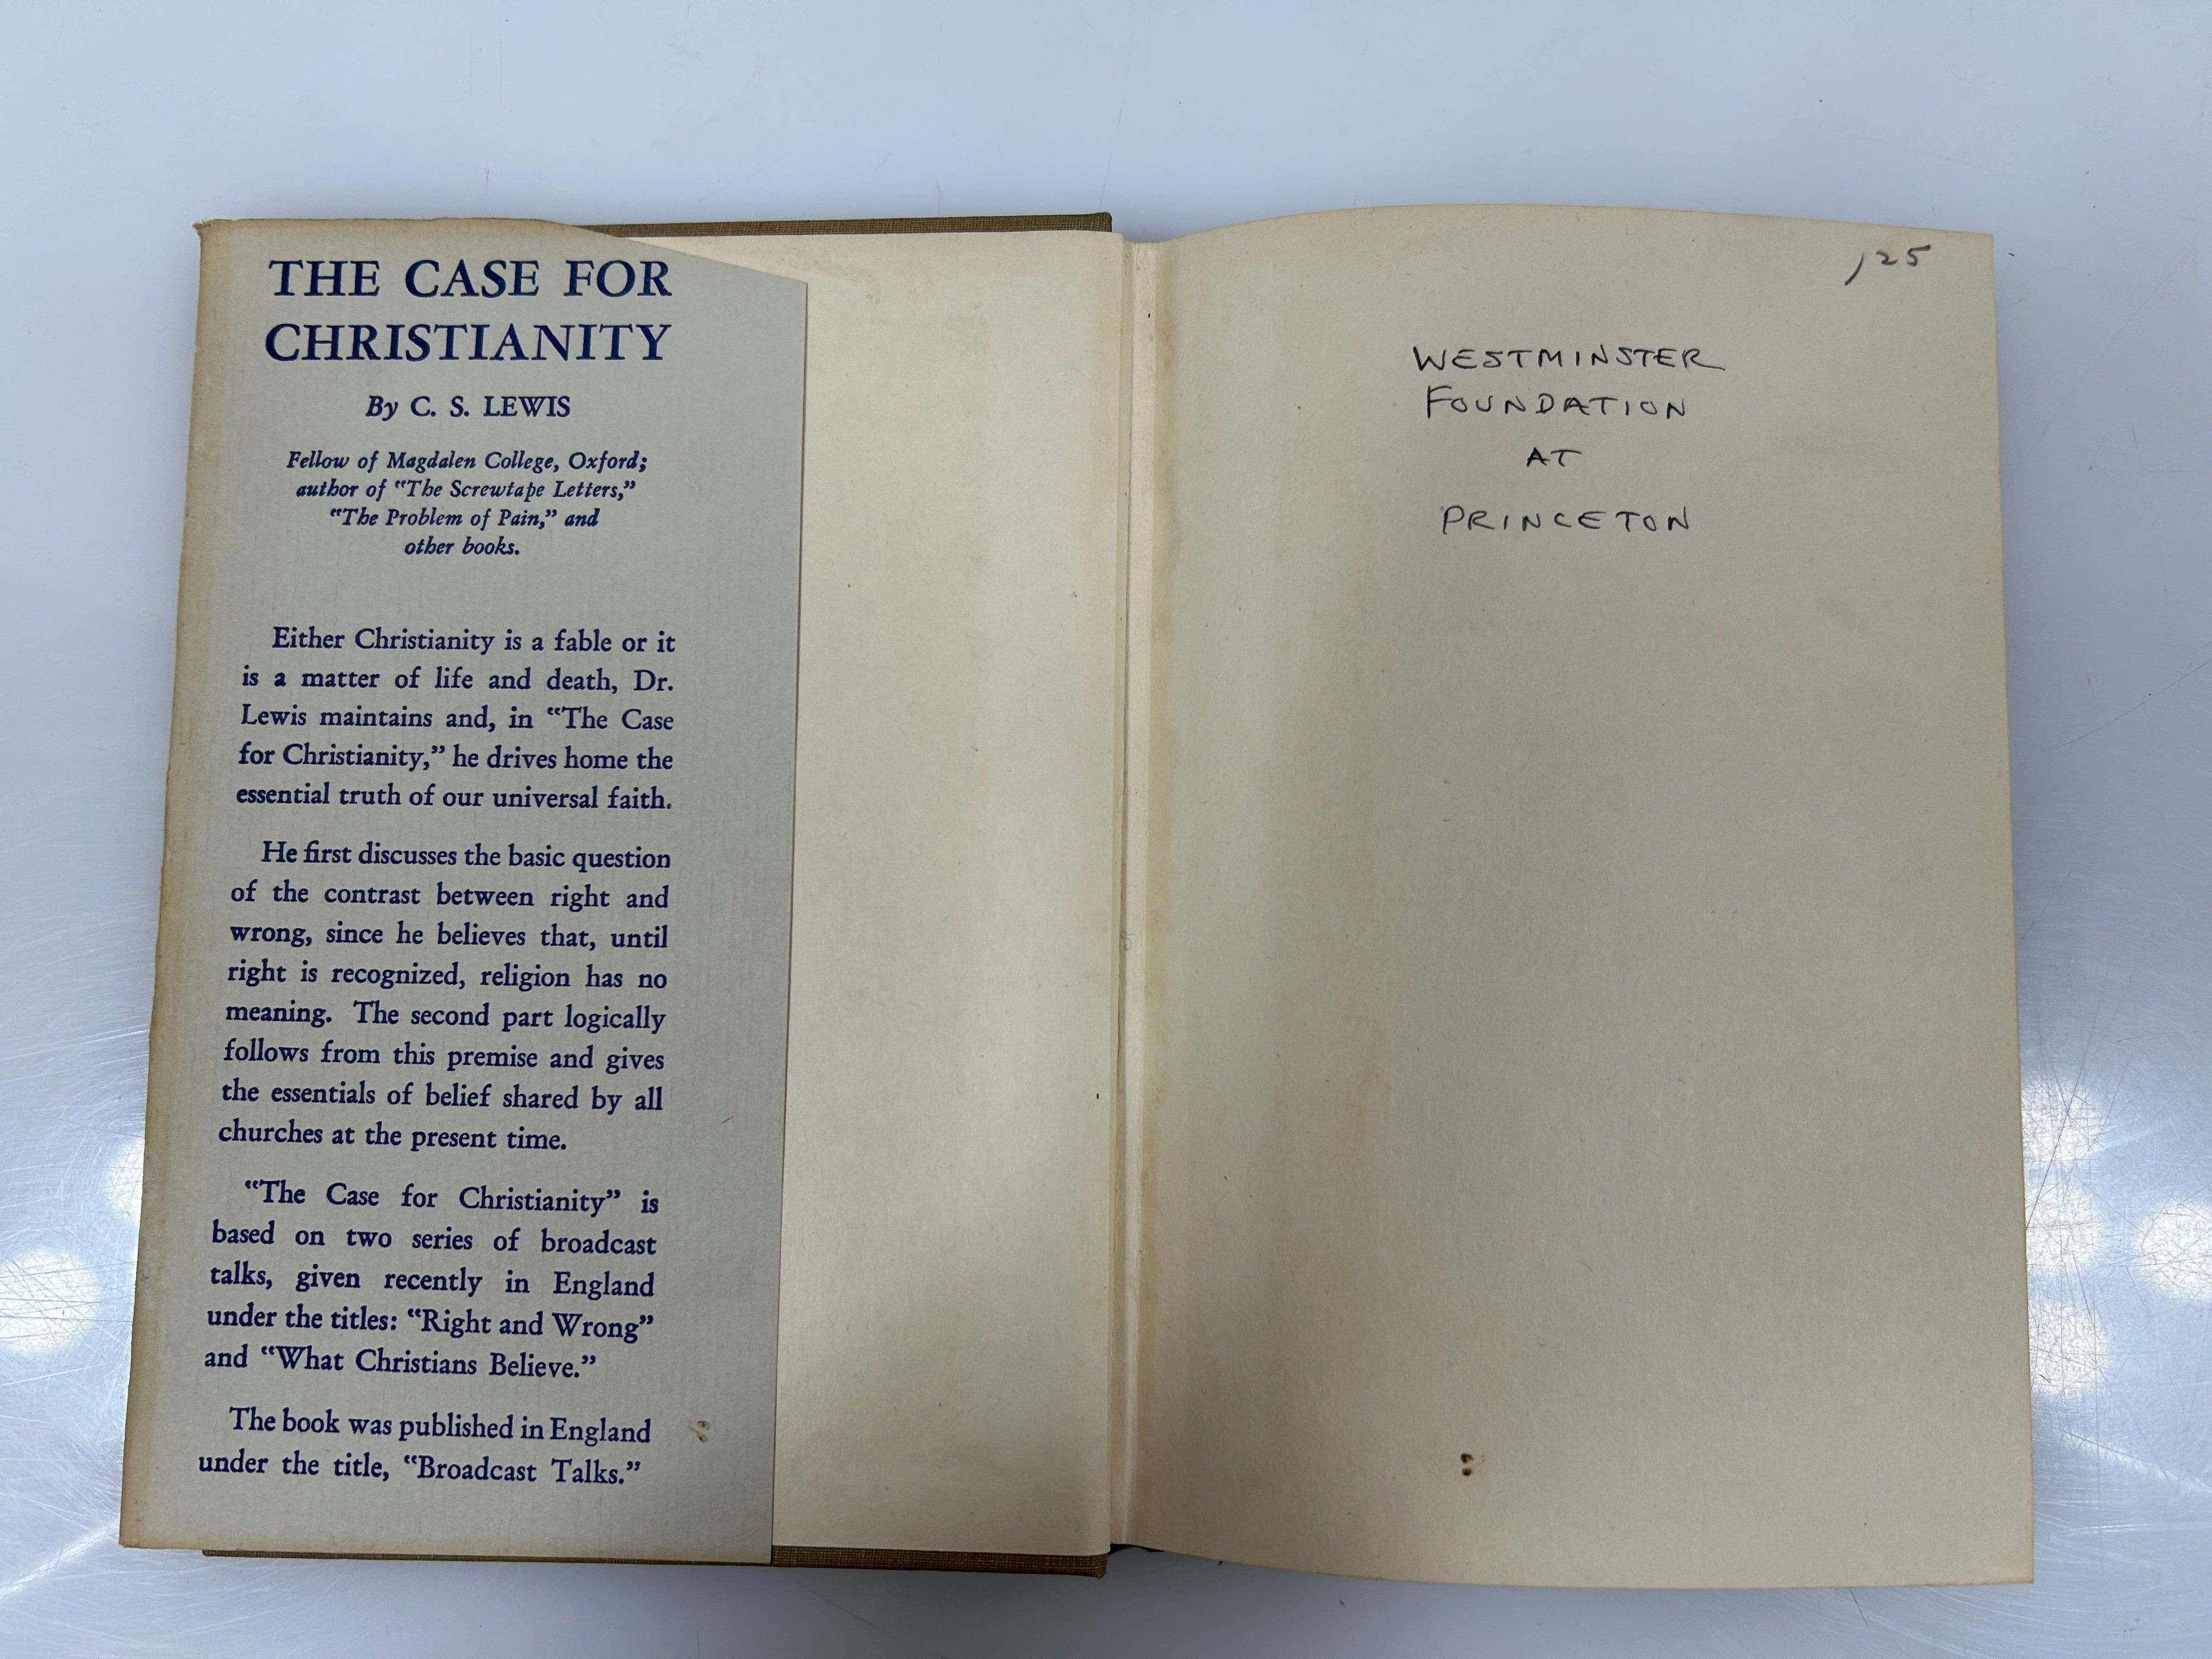 THE CASE FOR
CHRISTIANITY
By C. S. LEWIS
Fellow of Magdalen College, Oxford;
author of “The Screwtape Letters,”
“The Problem of Pain,” and
other books.
Either Christianity is a fable or it
is a matter of life and death, Dr.
Lewis maintains and, in “The Case
for Christianity,” he drives home the
essential truth of our universal faith.
He first discusses the basic question
of the contrast between right and
wrong, since he believes that, until
right is recognized, religion has no
meaning. The second part logically
follows from this premise and gives
the essentials of belief shared by all
churches at the present time.
“The Case for Christianity” is
based on two series of broadcast
talks, given recently in England
under the titles: “Right and Wrong”
and “What Christians Believe.”
The book was published in England
under the title, “Broadcast Talks.”
,25
WESTMINSTER
FOUNDATION
AT
PRINCETON